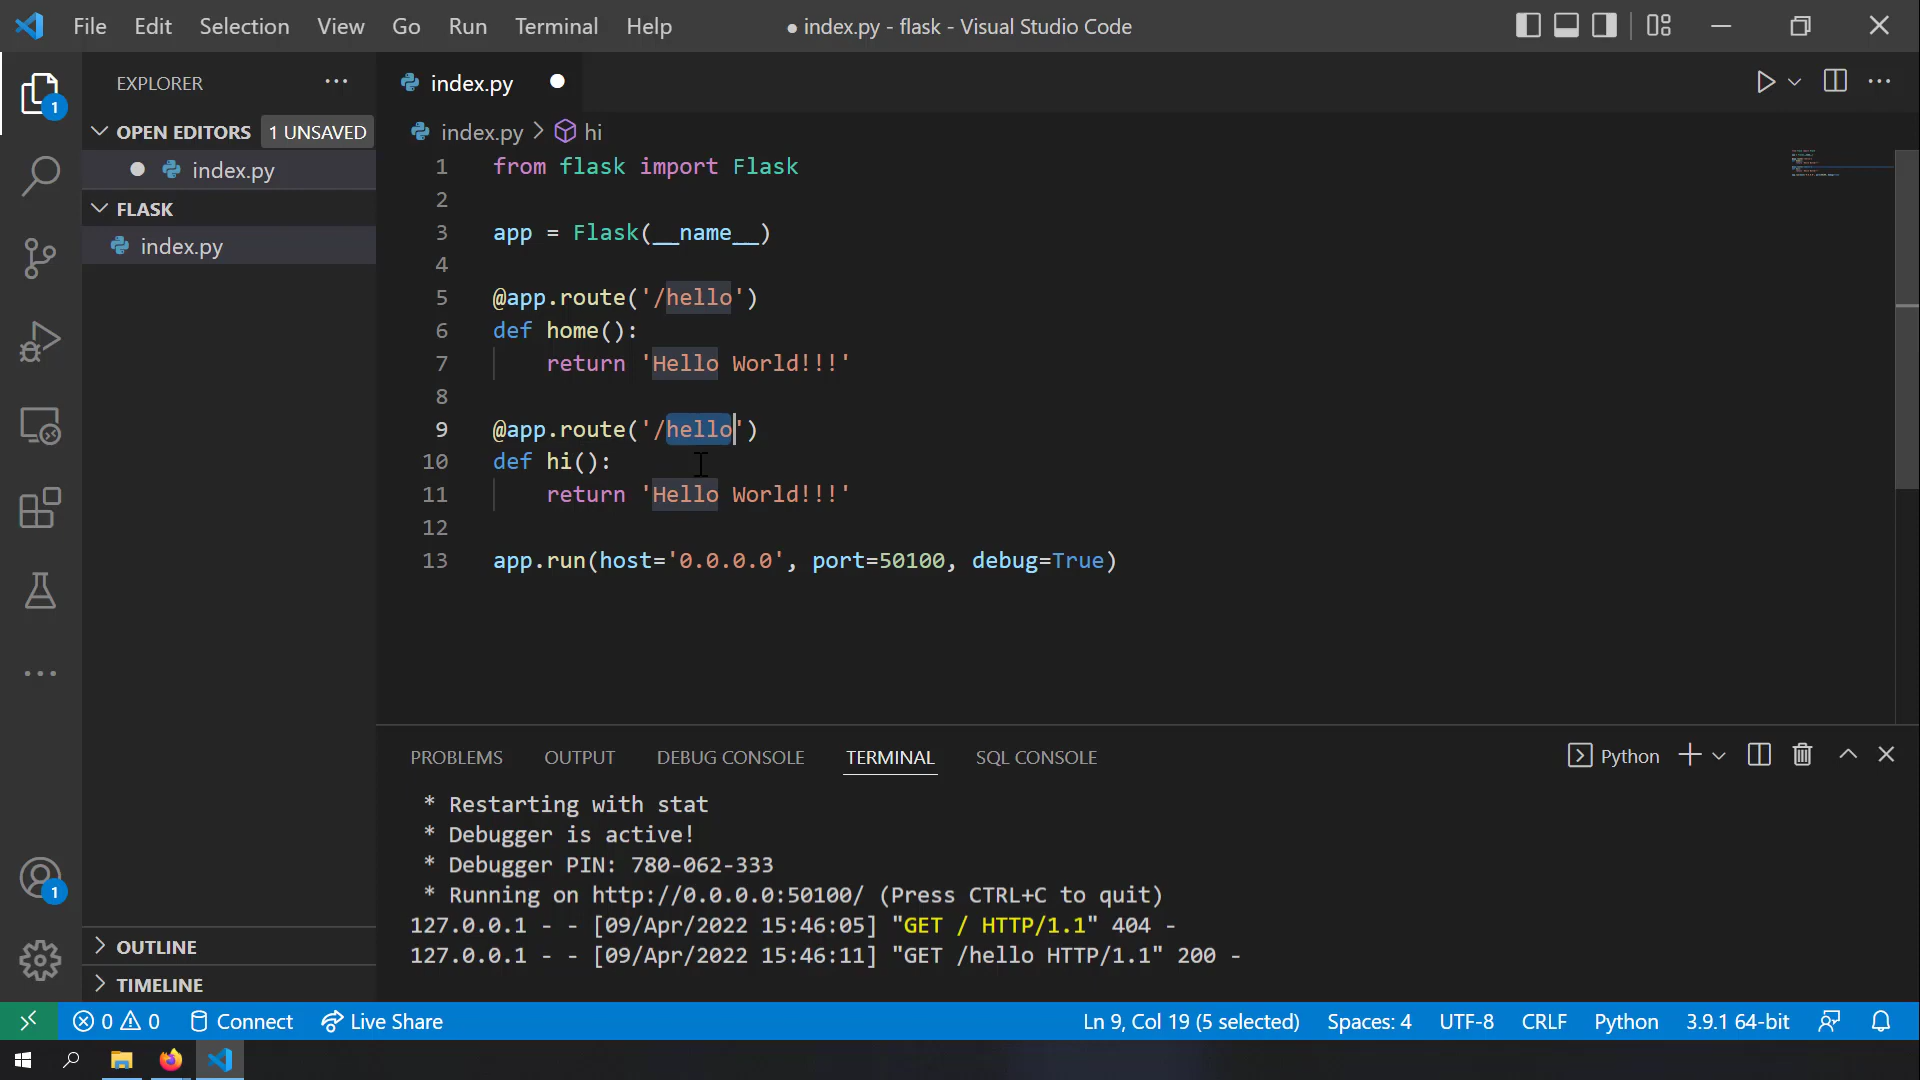 File Edit Selection View Go Run Terminal Help
● index.py - flask - Visual Studio Code
EXPLORER
OPEN EDITORS 1 UNSAVED
index.py
FLASK
index.py
OUTLINE
TIMELINE
1
1
index.py
index.py > hi
1 from flask import Flask
2
3 app = Flask(__name__)
4
5 @app.route('/hello')
6 def home():
7 return 'Hello World!!!'
8
9 @app.route('/hello')
10 def hi():
11 return 'Hello World!!!'
12
13 app.run(host='0.0.0.0', port=50100, debug=True)
PROBLEMS OUTPUT DEBUG CONSOLE TERMINAL SQL CONSOLE
Python
* Restarting with stat
* Debugger is active!
* Debugger PIN: 780-062-333
* Running on http://0.0.0.0:50100/ (Press CTRL+C to quit)
127.0.0.1 - - [09/Apr/2022 15:46:05] "GET / HTTP/1.1" 404 -
127.0.0.1 - - [09/Apr/2022 15:46:11] "GET /hello HTTP/1.1" 200 -
0 0 Connect Live Share
Ln 9, Col 19 (5 selected) Spaces: 4 UTF-8 CRLF Python 3.9.1 64-bit